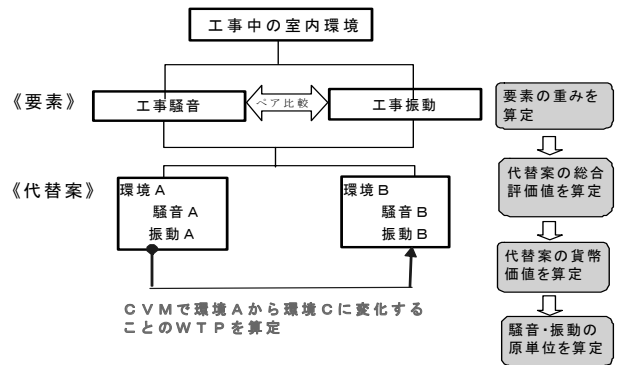 工事中の室内環境
《要素》
工事騒音
ペア比較
工事振動
《代替案》
環境A
騒音A
振動A
環境B
騒音B
振動B
CVMで環境Aから環境Cに変化する
ことのWTPを算定
要素の重みを
算定
代替案の総合
評価値を算定
代替案の貨幣
価値を算定
騒音・振動の
原単位を算定